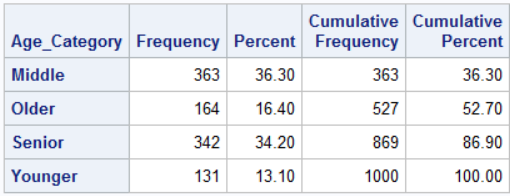 Age_Category Frequency Percent Cumulative Frequency Cumulative Percent
Middle 363 36.30 363 36.30
Older 164 16.40 527 52.70
Senior 342 34.20 869 86.90
Younger 131 13.10 1000 100.00